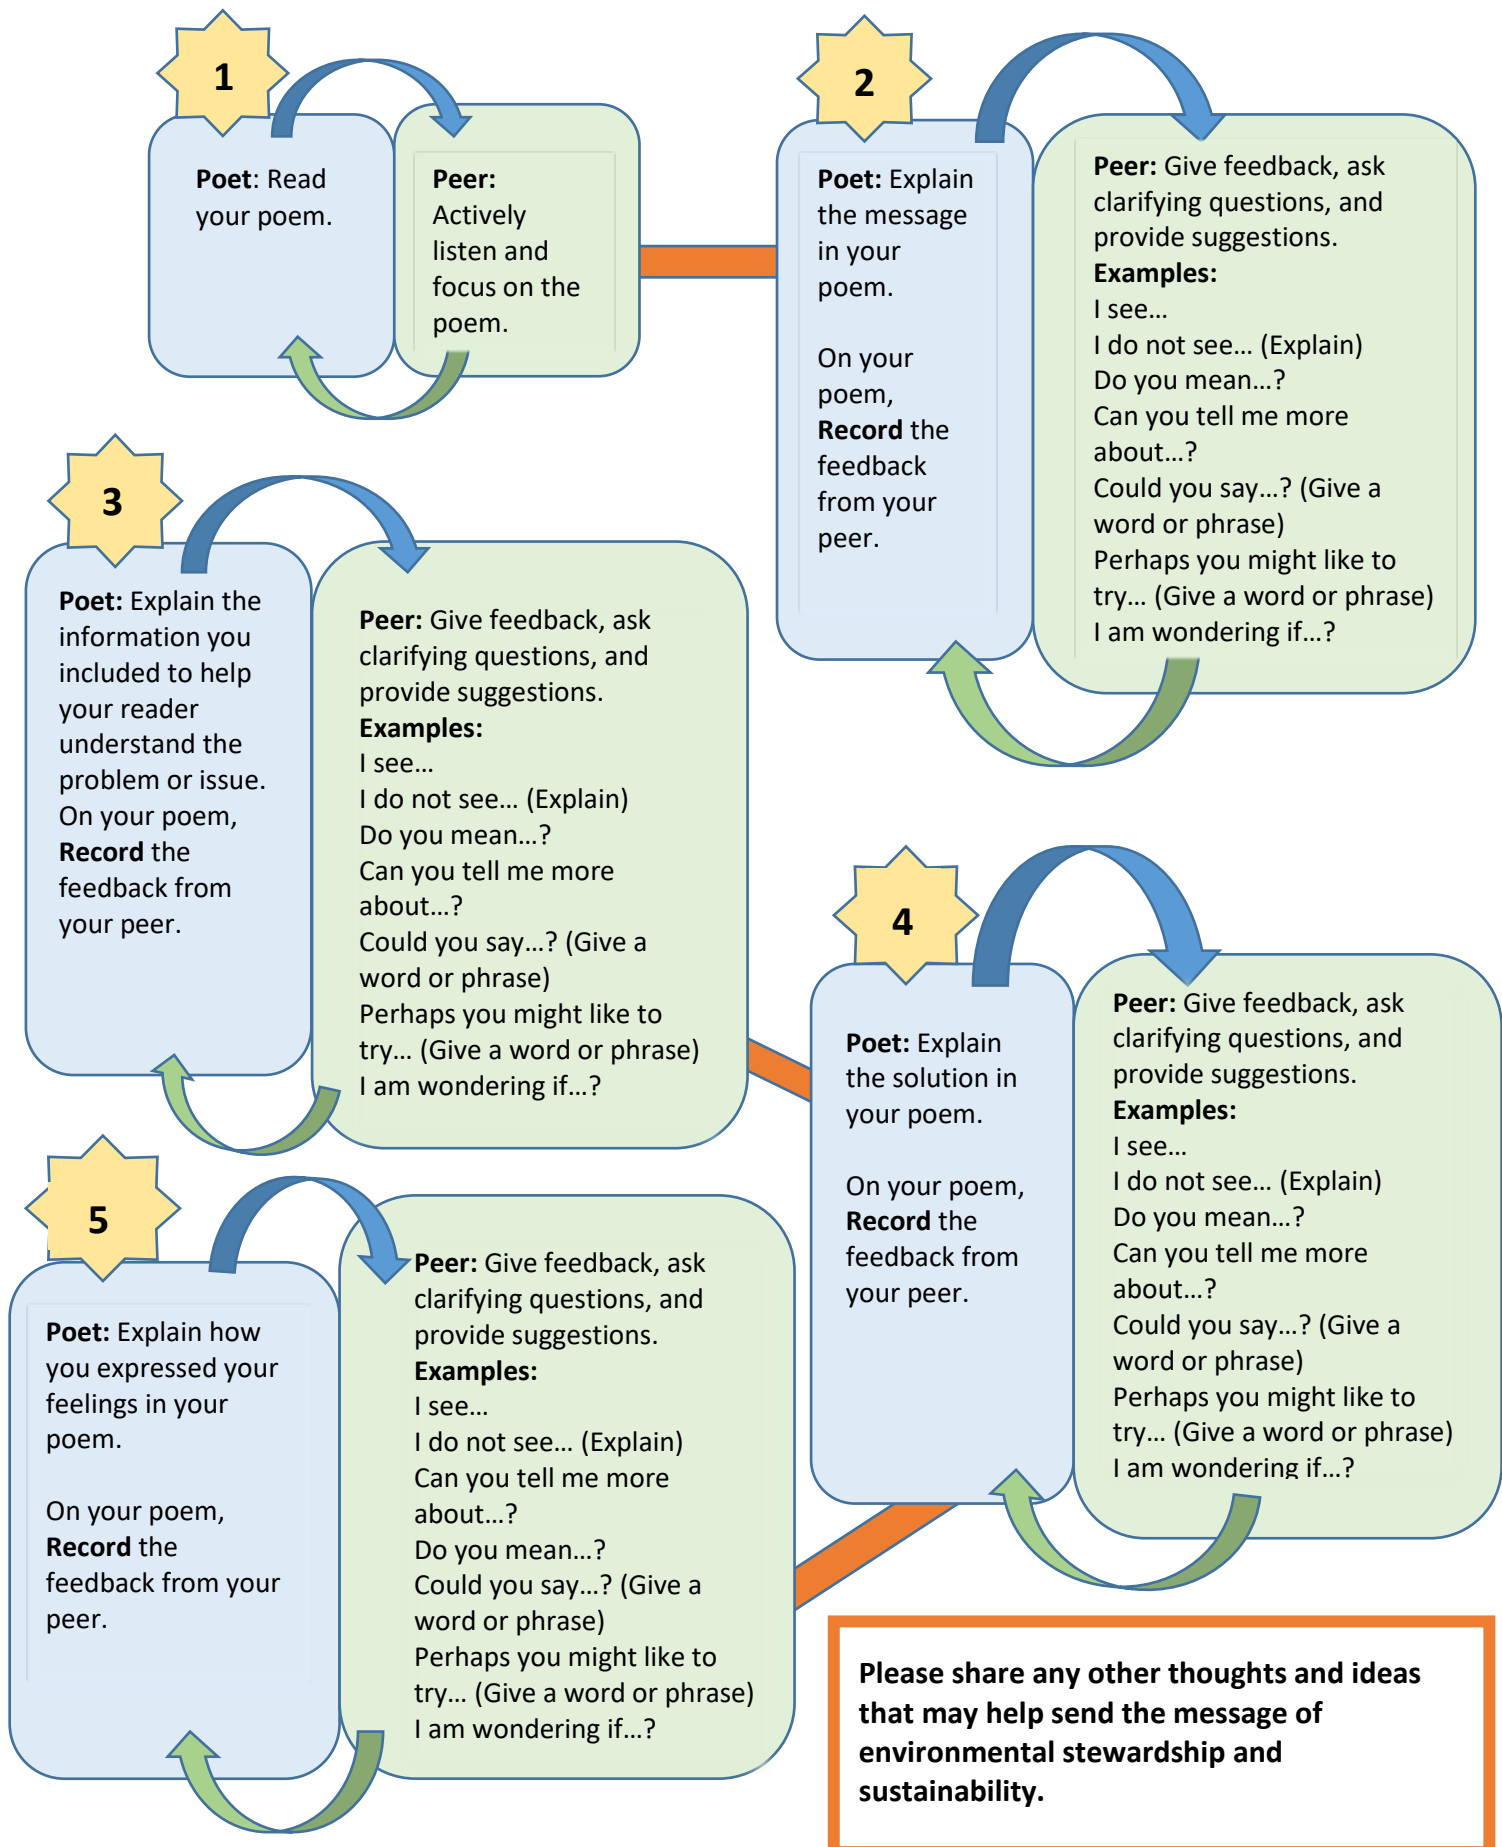 1
Poet: Read
your poem.
Peer:
Actively
listen and
focus on the
poem.
2
Poet: Explain
the message
in your
poem.
On your
poem,
Record the
feedback
from your
peer.
Peer: Give feedback, ask
clarifying questions, and
provide suggestions.
Examples:
I see…
I do not see… (Explain)
Do you mean…?
Can you tell me more
about…?
Could you say…? (Give a
word or phrase)
Perhaps you might like to
try… (Give a word or phrase)
I am wondering if…?
3
Poet: Explain the
information you
included to help
your reader
understand the
problem or issue.
On your poem,
Record the
feedback from
your peer.
Peer: Give feedback, ask
clarifying questions, and
provide suggestions.
Examples:
I see…
I do not see… (Explain)
Do you mean…?
Can you tell me more
about…?
Could you say…? (Give a
word or phrase)
Perhaps you might like to
try… (Give a word or phrase)
I am wondering if…?
4
Poet: Explain
the solution in
your poem.
On your poem,
Record the
feedback from
your peer.
Peer: Give feedback, ask
clarifying questions, and
provide suggestions.
Examples:
I see…
I do not see… (Explain)
Do you mean…?
Can you tell me more
about…?
Could you say…? (Give a
word or phrase)
Perhaps you might like to
try… (Give a word or phrase)
I am wondering if…?
5
Poet: Explain how
you expressed your
feelings in your
poem.
On your poem,
Record the
feedback from your
peer.
Peer: Give feedback, ask
clarifying questions, and
provide suggestions.
Examples:
I see…
I do not see… (Explain)
Can you tell me more
about…?
Do you mean…?
Could you say…? (Give a
word or phrase)
Perhaps you might like to
try… (Give a word or phrase)
I am wondering if…?
Please share any other thoughts and ideas
that may help send the message of
environmental stewardship and
sustainability.